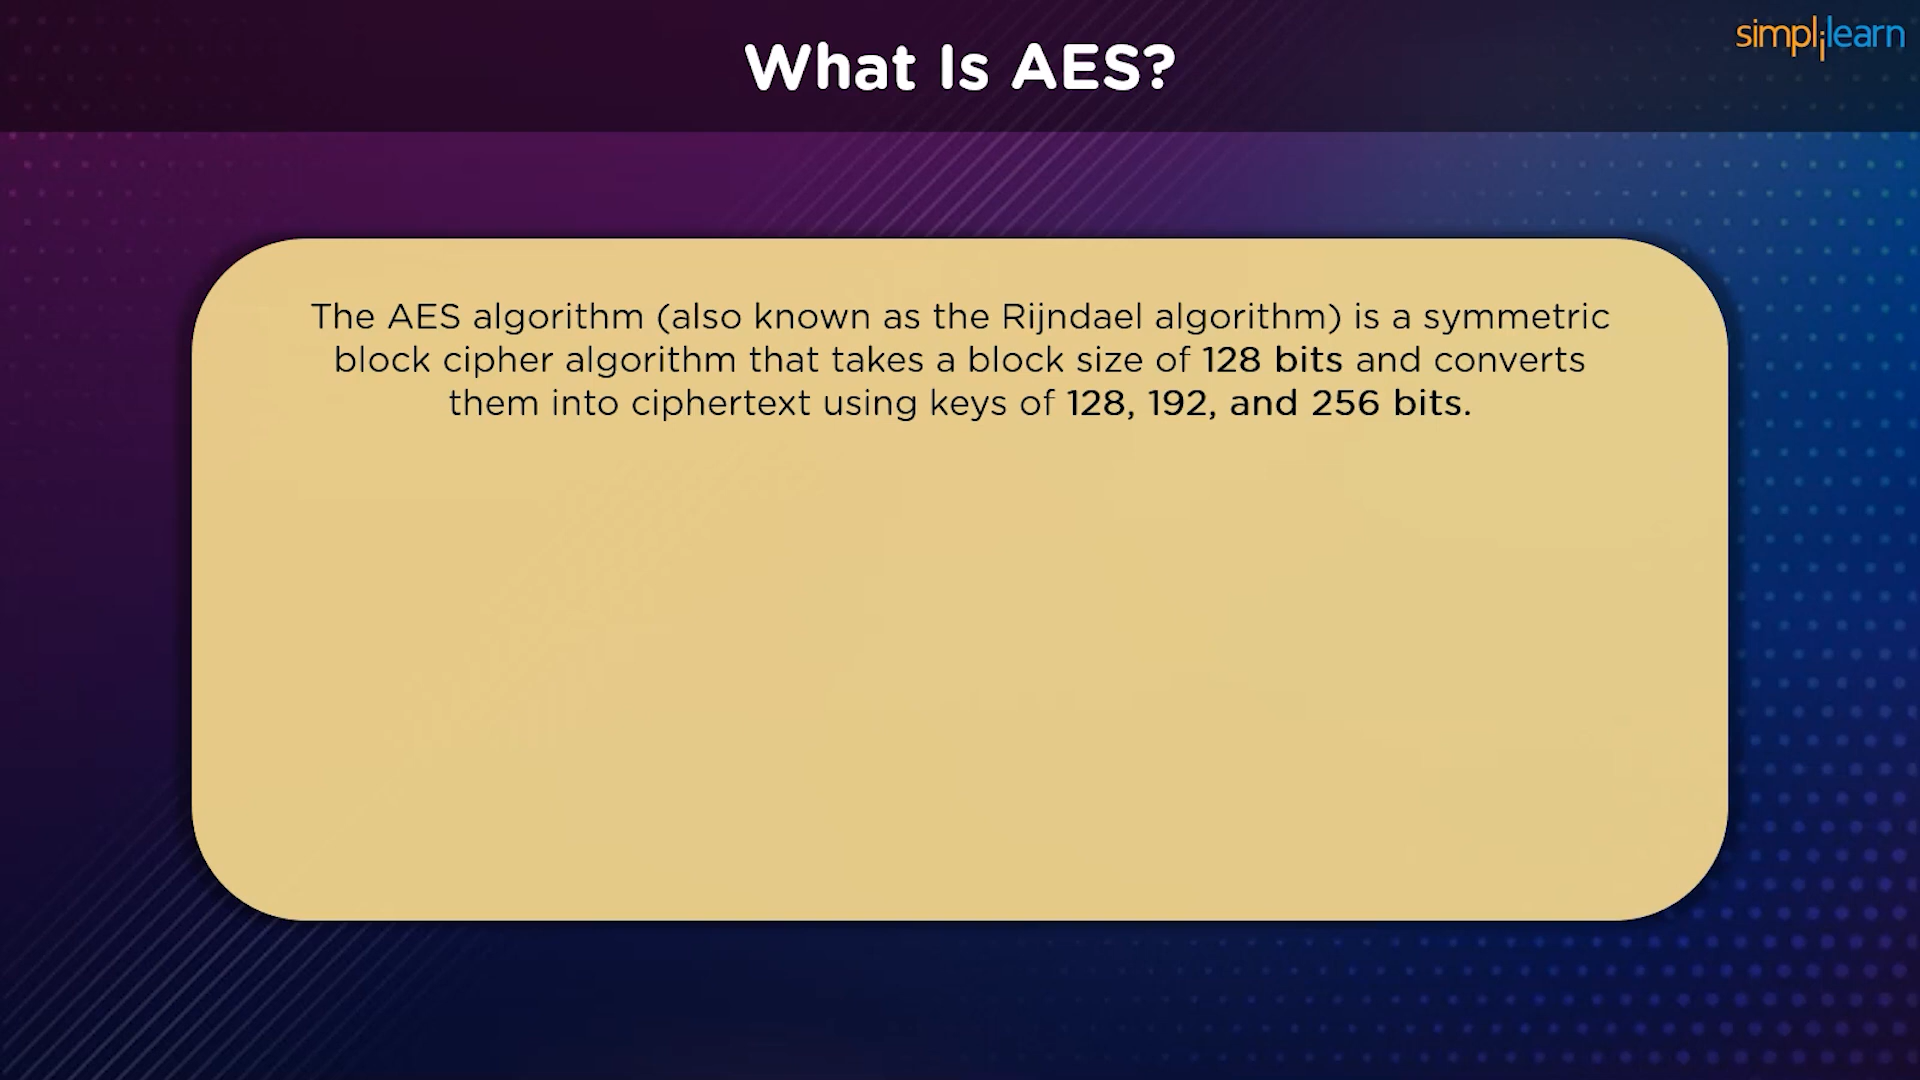 simplilearn
What Is AES?
The AES algorithm (also known as the Rijndael algorithm) is a symmetric
block cipher algorithm that takes a block size of 128 bits and converts
them into ciphertext using keys of 128, 192, and 256 bits.